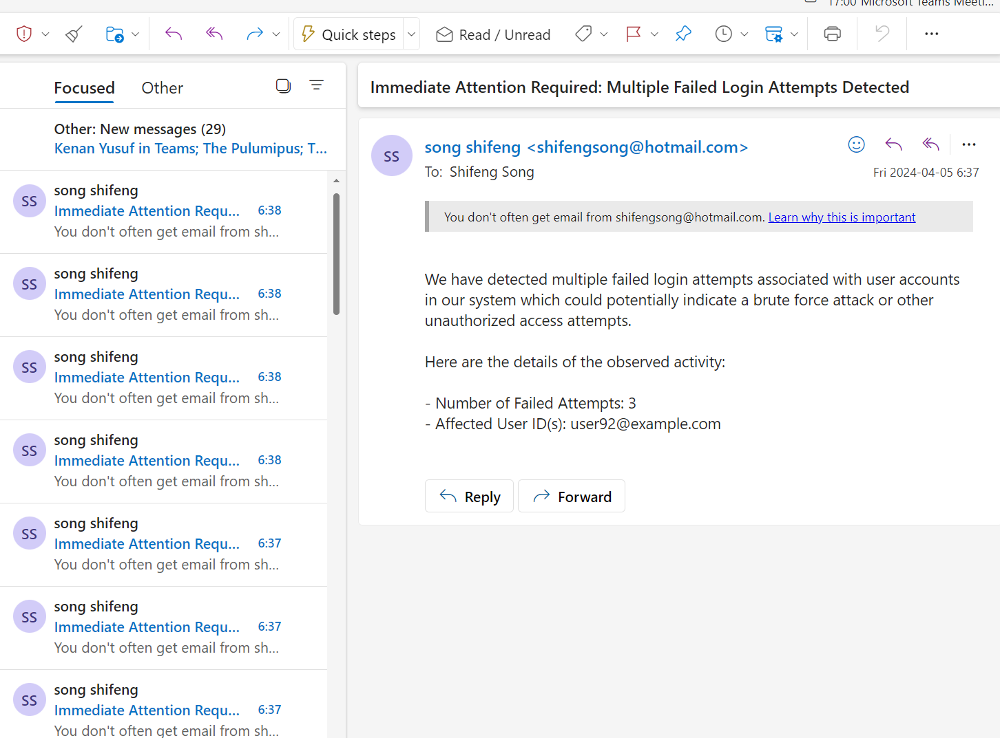 17:00 Microsoft Teams Meeti...
Quick steps
Read / Unread
...
Focused
Other
Other: New messages (29)
Kenan Yusuf in Teams; The Pulumipus; T...
SS
song shifeng
Immediate Attention Requ...
6:38
You don't often get email from sh...
SS
song shifeng
Immediate Attention Requ...
6:38
You don't often get email from sh...
SS
song shifeng
Immediate Attention Requ...
6:38
You don't often get email from sh...
SS
song shifeng
Immediate Attention Requ...
6:38
You don't often get email from sh...
SS
song shifeng
Immediate Attention Requ...
6:37
You don't often get email from sh...
SS
song shifeng
Immediate Attention Requ...
6:37
You don't often get email from sh...
SS
song shifeng
Immediate Attention Requ...
6:37
You don't often get email from sh...
Immediate Attention Required: Multiple Failed Login Attempts Detected
SS
song shifeng <shifengsong@hotmail.com>
To: Shifeng Song
Fri 2024-04-05 6:37
You don't often get email from shifengsong@hotmail.com. Learn why this is important
We have detected multiple failed login attempts associated with user accounts
in our system which could potentially indicate a brute force attack or other
unauthorized access attempts.
Here are the details of the observed activity:
- Number of Failed Attempts: 3
- Affected User ID(s): user92@example.com
Reply
Forward